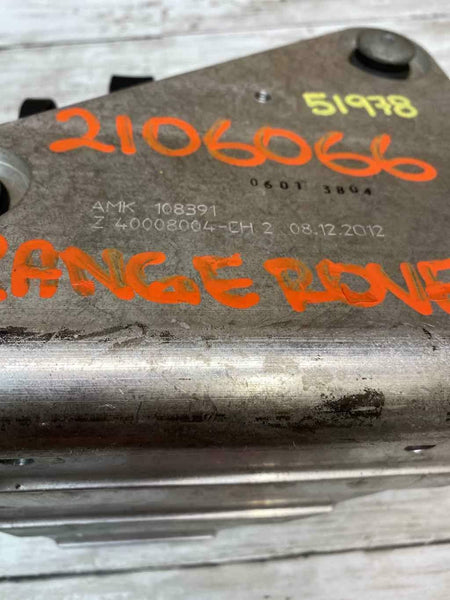 51978
2106066
0601 3804
AMK 108391
Z 40008004-CH 2 08.12.2012
RANGE ROVE